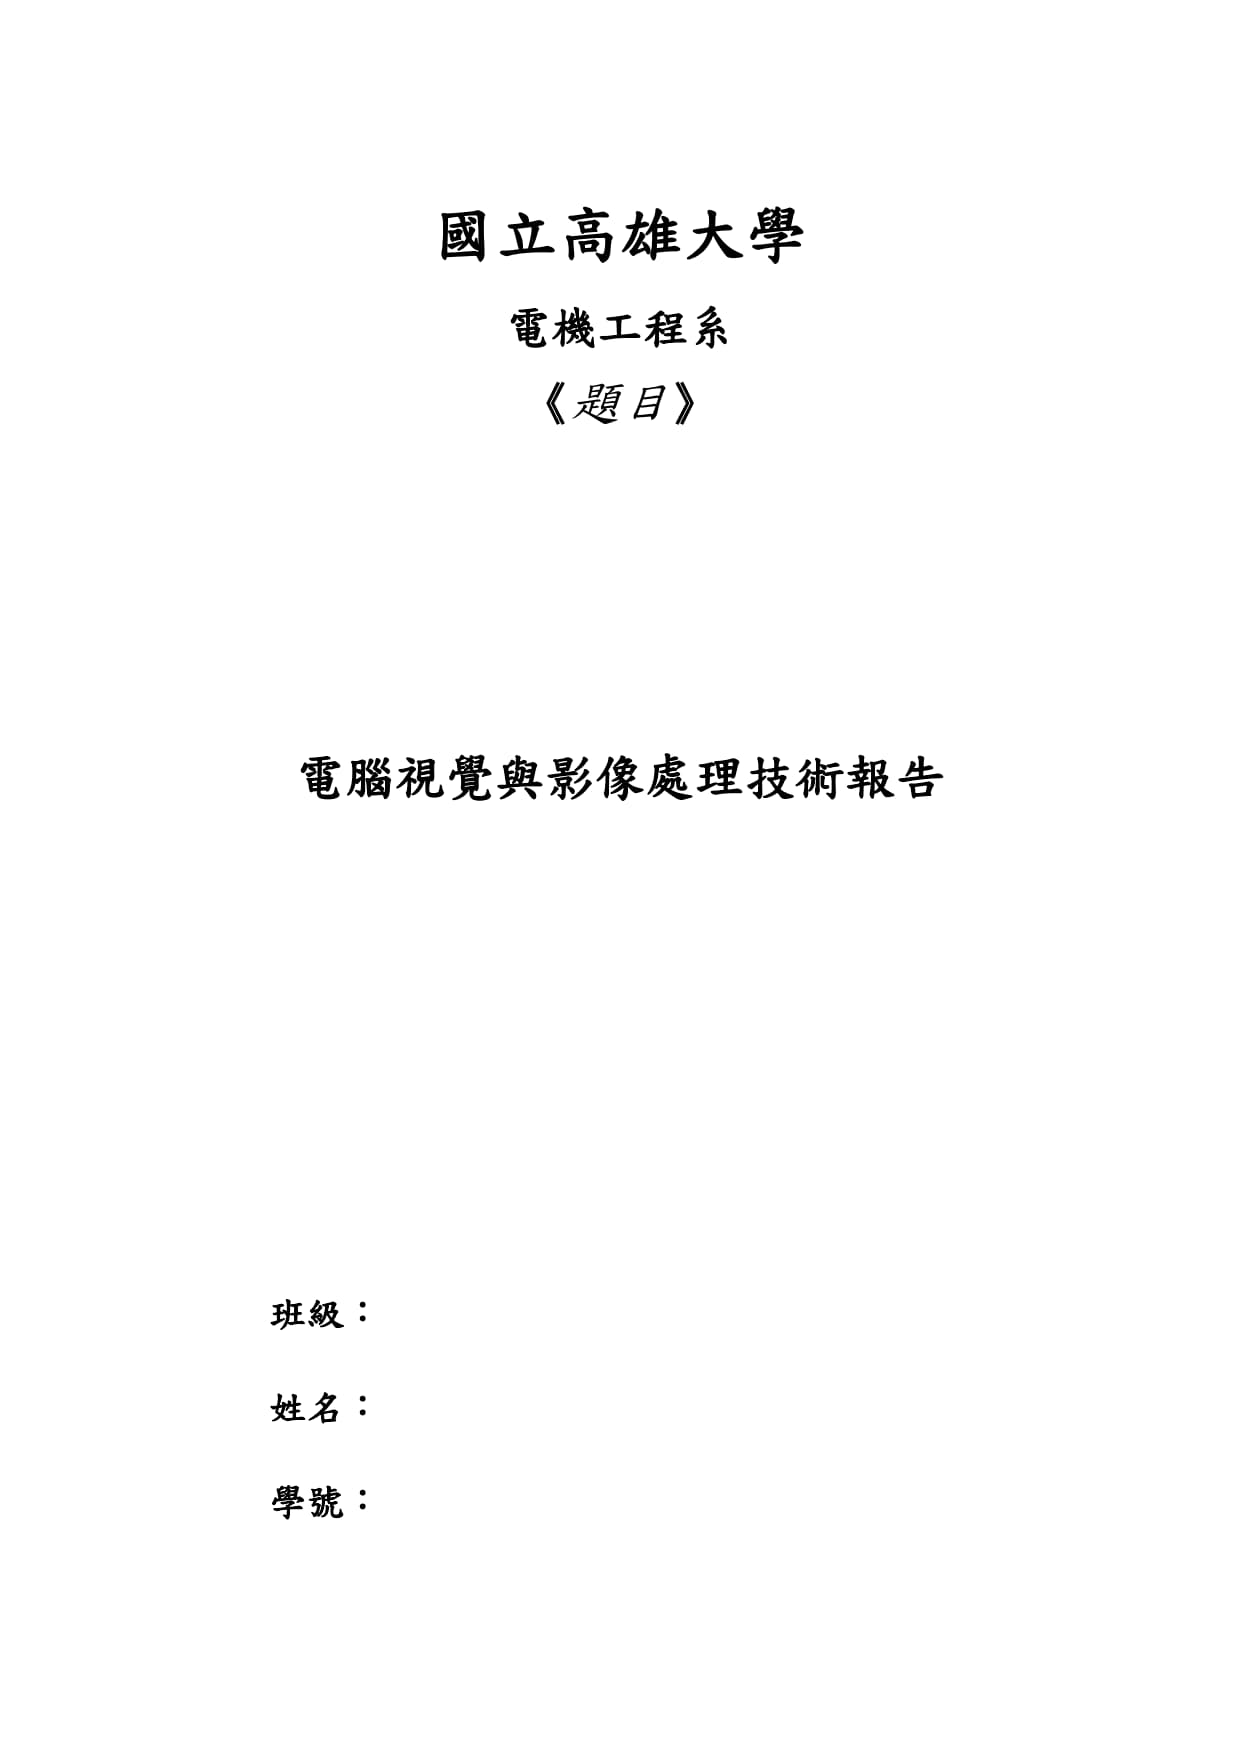 國立高雄大學
電機工程系
《題目》
電腦視覺與影像處理技術報告
班級：
姓名：
學號：